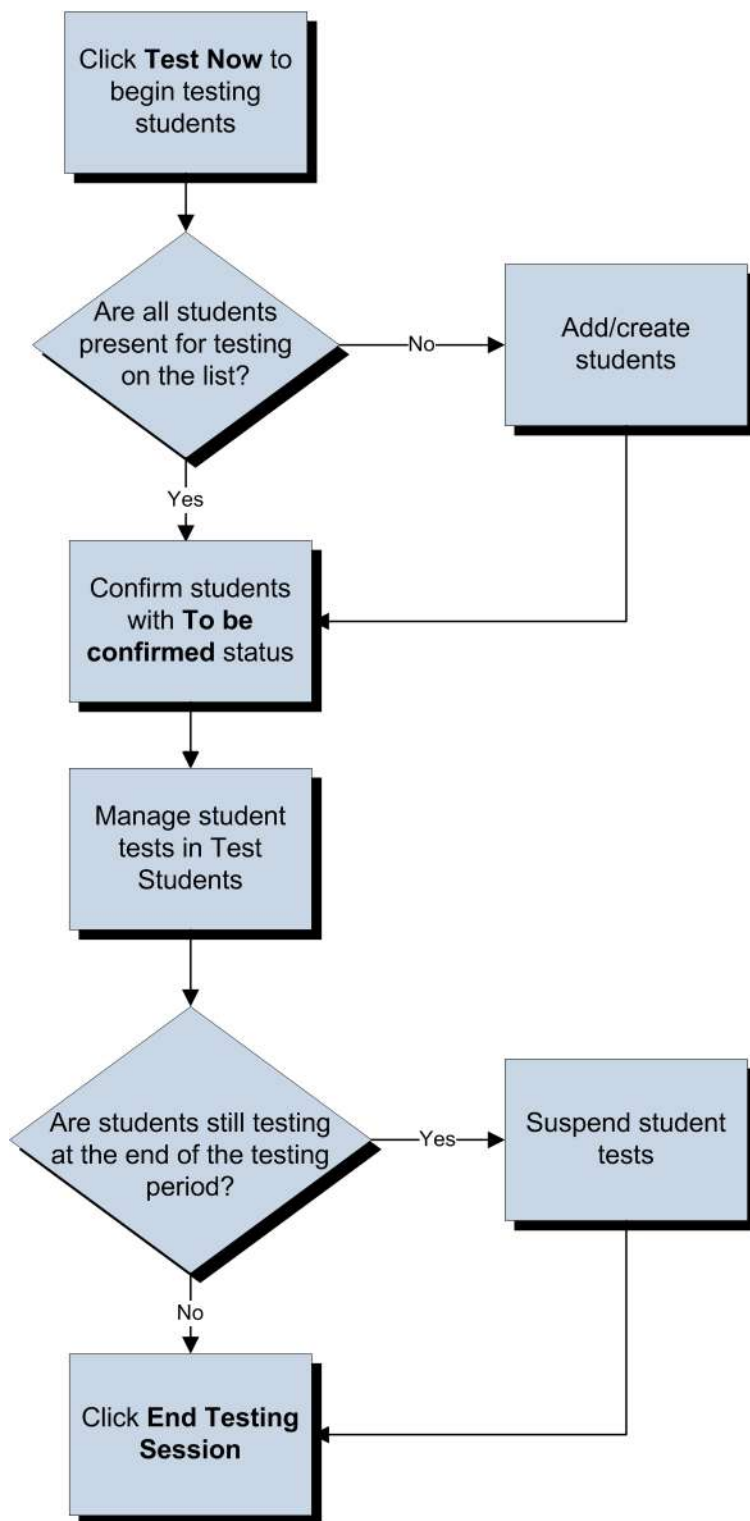 Click Test Now to
begin testing
students
Are all students
present for testing
on the list?
No
Add/create
students
Yes
Confirm students
with To be
confirmed status
Manage student
tests in Test
Students
Are students still testing
at the end of the testing
period?
Yes
Suspend student
tests
No
Click End Testing
Session